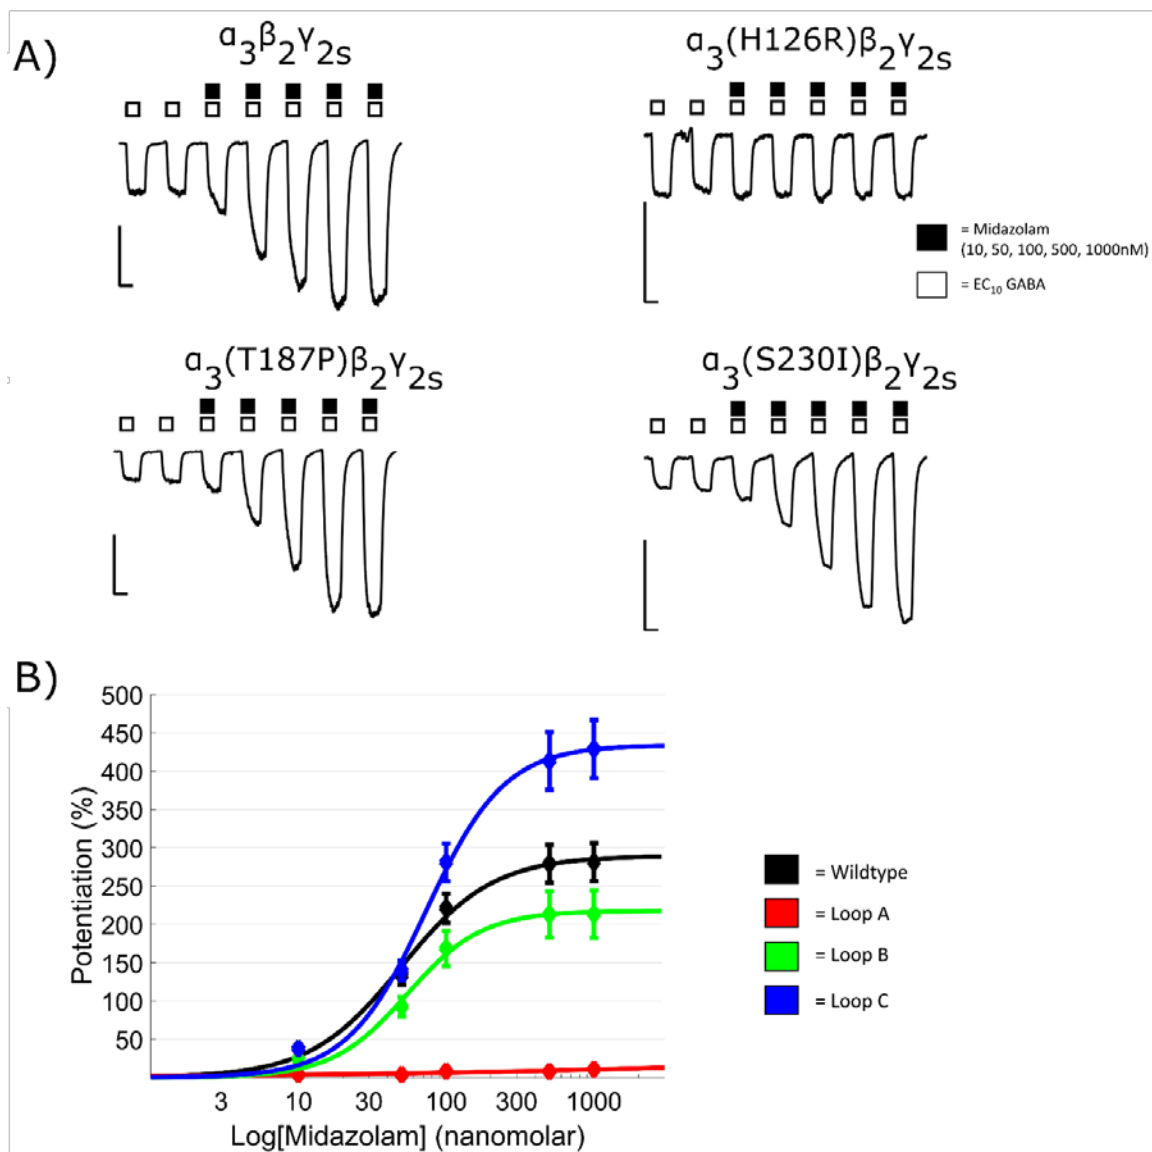 A)
α₃β₂γ₂ₛ
α₃(H126R)β₂γ₂ₛ
= Midazolam
(10, 50, 100, 500, 1000nM)
= EC₁₀ GABA
α₃(T187P)β₂γ₂ₛ
α₃(S230I)β₂γ₂ₛ
B)
500
450
400
350
300
250
200
150
100
50
Potentiation (%)
3 10 30 100 300 1000
Log[Midazolam] (nanomolar)
= Wildtype
= Loop A
= Loop B
= Loop C